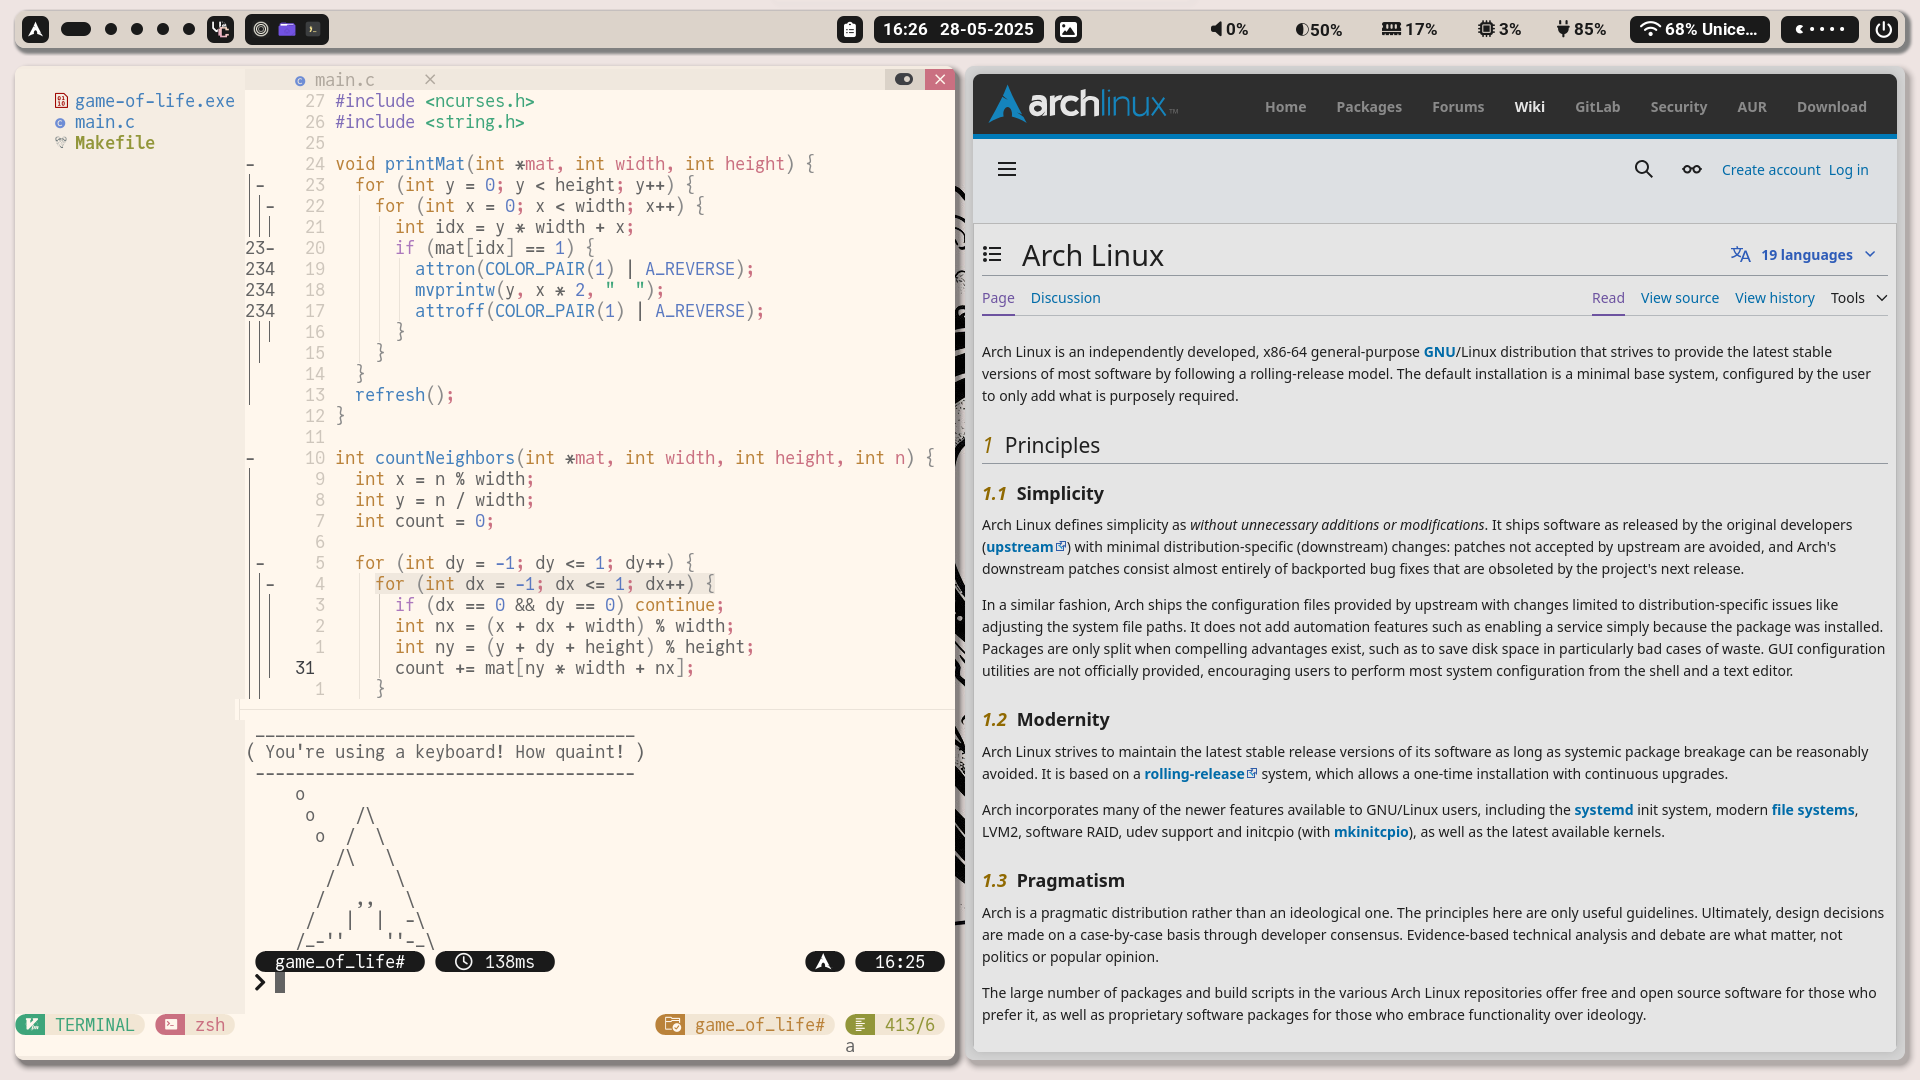 16:26 28-05-2025
0%
50%
17%
3%
85%
68% Unice...
game-of-life.exe
main.c
Makefile
main.c
27 #include <ncurses.h>
26 #include <string.h>
25
24 void printMat(int *mat, int width, int height) {
23 for (int y = 0; y < height; y++) {
22 for (int x = 0; x < width; x++) {
21 int idx = y * width + x;
23- 20 if (mat[idx] == 1) {
234 19 attron(COLOR_PAIR(1) | A_REVERSE);
234 18 mvprintw(y, x * 2, "  ");
234 17 attroff(COLOR_PAIR(1) | A_REVERSE);
16 }
15 }
14 }
13 refresh();
12 }
11
10 int countNeighbors(int *mat, int width, int height, int n) {
9 int x = n % width;
8 int y = n / width;
7 int count = 0;
6
5 for (int dy = -1; dy <= 1; dy++) {
4 for (int dx = -1; dx <= 1; dx++) {
3 if (dx == 0 && dy == 0) continue;
2 int nx = (x + dx + width) % width;
1 int ny = (y + dy + height) % height;
31 count += mat[ny * width + nx];
1 }
( You're using a keyboard! How quaint! )
game_of_life#
138ms
16:25
TERMINAL
zsh
game_of_life#
413/6
a
archlinux™
Home
Packages
Forums
Wiki
GitLab
Security
AUR
Download
Create account
Log in
Arch Linux
19 languages
Page
Discussion
Read
View source
View history
Tools
Arch Linux is an independently developed, x86-64 general-purpose GNU/Linux distribution that strives to provide the latest stable
versions of most software by following a rolling-release model. The default installation is a minimal base system, configured by the user
to only add what is purposely required.
1 Principles
1.1 Simplicity
Arch Linux defines simplicity as without unnecessary additions or modifications. It ships software as released by the original developers
(upstream) with minimal distribution-specific (downstream) changes: patches not accepted by upstream are avoided, and Arch's
downstream patches consist almost entirely of backported bug fixes that are obsoleted by the project's next release.
In a similar fashion, Arch ships the configuration files provided by upstream with changes limited to distribution-specific issues like
adjusting the system file paths. It does not add automation features such as enabling a service simply because the package was installed.
Packages are only split when compelling advantages exist, such as to save disk space in particularly bad cases of waste. GUI configuration
utilities are not officially provided, encouraging users to perform most system configuration from the shell and a text editor.
1.2 Modernity
Arch Linux strives to maintain the latest stable release versions of its software as long as systemic package breakage can be reasonably
avoided. It is based on a rolling-release system, which allows a one-time installation with continuous upgrades.
Arch incorporates many of the newer features available to GNU/Linux users, including the systemd init system, modern file systems,
LVM2, software RAID, udev support and initcpio (with mkinitcpio), as well as the latest available kernels.
1.3 Pragmatism
Arch is a pragmatic distribution rather than an ideological one. The principles here are only useful guidelines. Ultimately, design decisions
are made on a case-by-case basis through developer consensus. Evidence-based technical analysis and debate are what matter, not
politics or popular opinion.
The large number of packages and build scripts in the various Arch Linux repositories offer free and open source software for those who
prefer it, as well as proprietary software packages for those who embrace functionality over ideology.